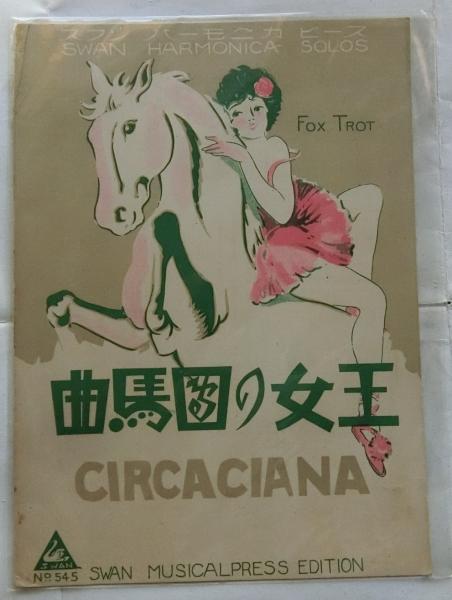 スワン ハーモニカ ピース
SWAN HARMONICA SOLOS
FOX TROT
曲馬団の女王
CIRCACIANA
SWAN
No 545
SWAN MUSICALPRESS EDITION